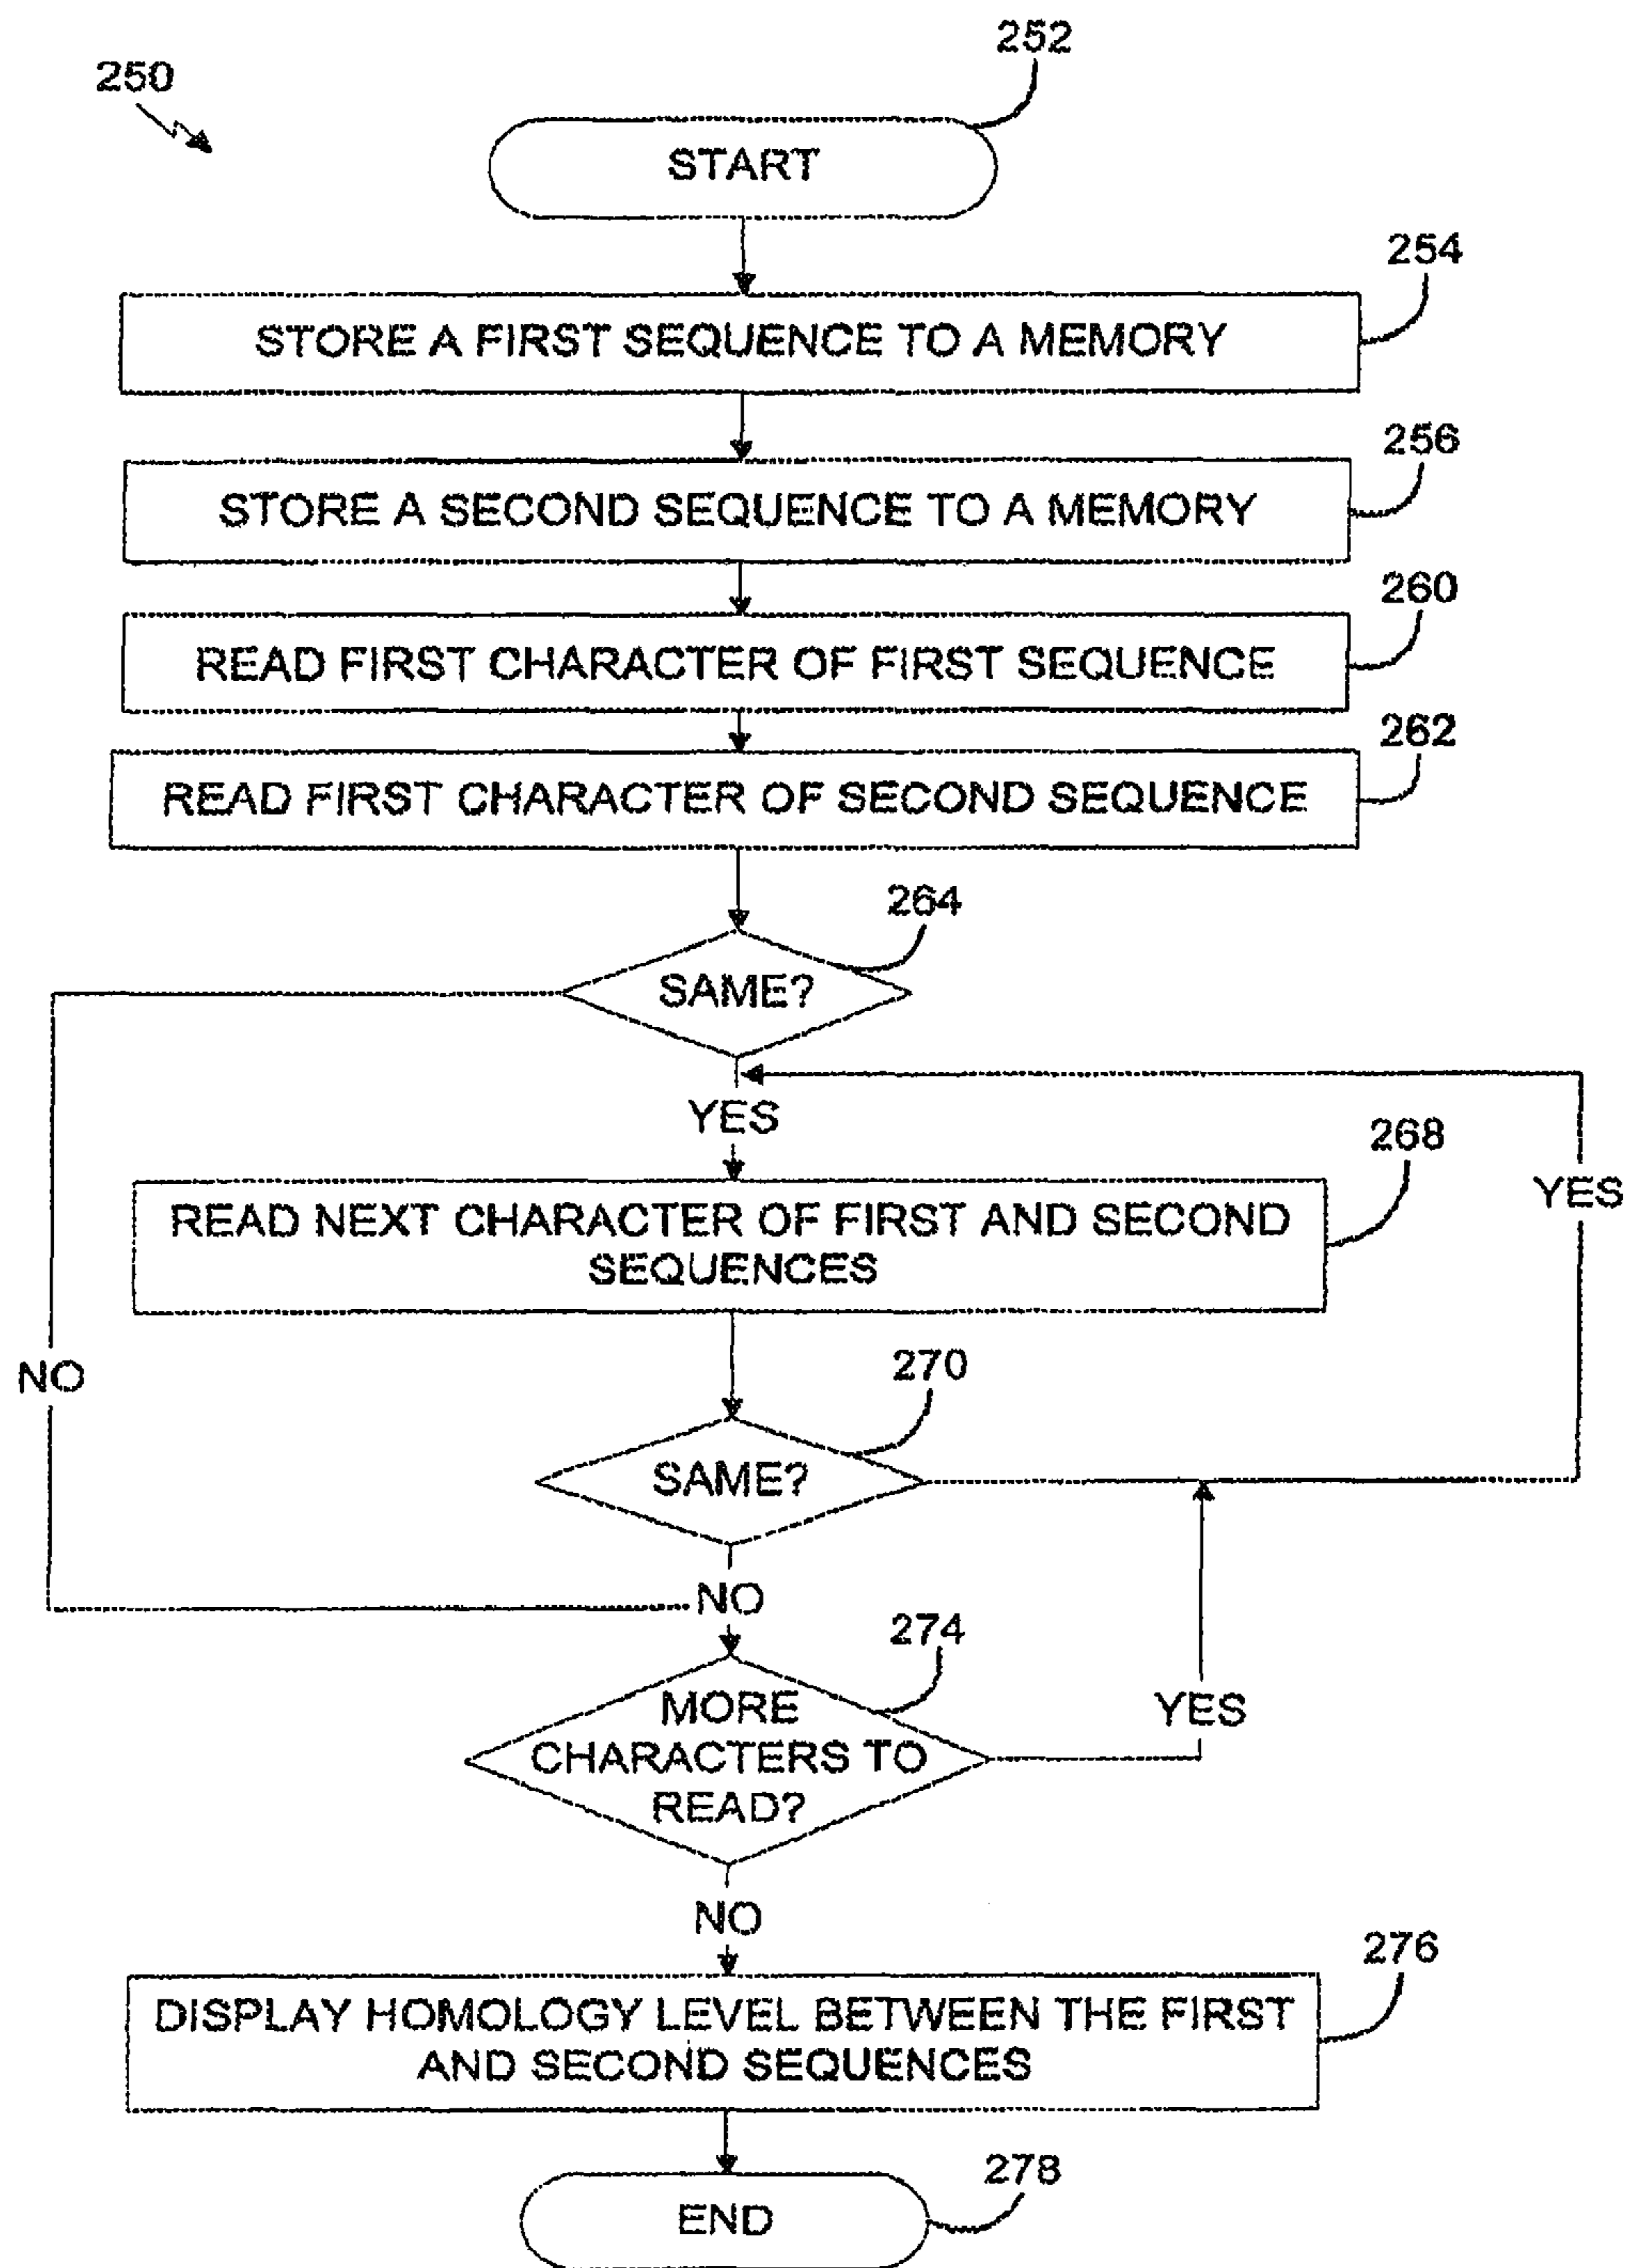 252
250
START
254
STORE A FIRST SEQUENCE TO A MEMORY
256
STORE A SECOND SEQUENCE TO A MEMORY
260
READ FIRST CHARACTER OF FIRST SEQUENCE
262
READ FIRST CHARACTER OF SECOND SEQUENCE
264
SAME?
YES
268
YES
READ NEXT CHARACTER OF FIRST AND SECOND
SEQUENCES
NO
270
SAME?
NO
274
MORE
CHARACTERS TO
READ?
YES
NO
276
DISPLAY HOMOLOGY LEVEL BETWEEN THE FIRST
AND SECOND SEQUENCES
278
END